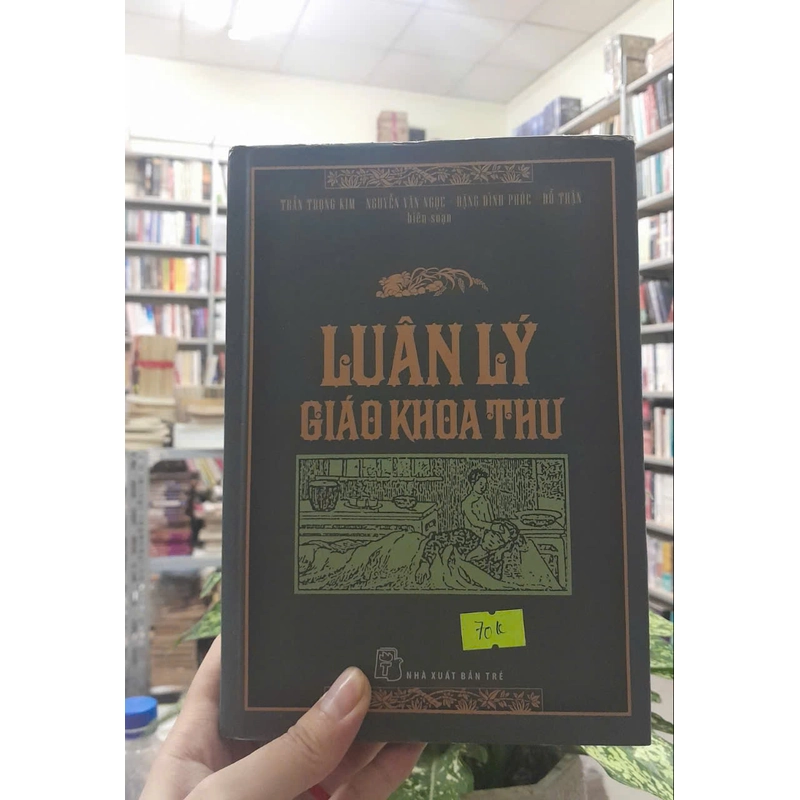 TRẦN TRỌNG KIM - NGUYỄN VĂN NGỌC - ĐẶNG ĐÌNH PHÚC - ĐỖ THẬN
biên soạn
LUÂN LÝ
GIÁO KHOA THƯ
70k
NHÀ XUẤT BẢN TRẺ